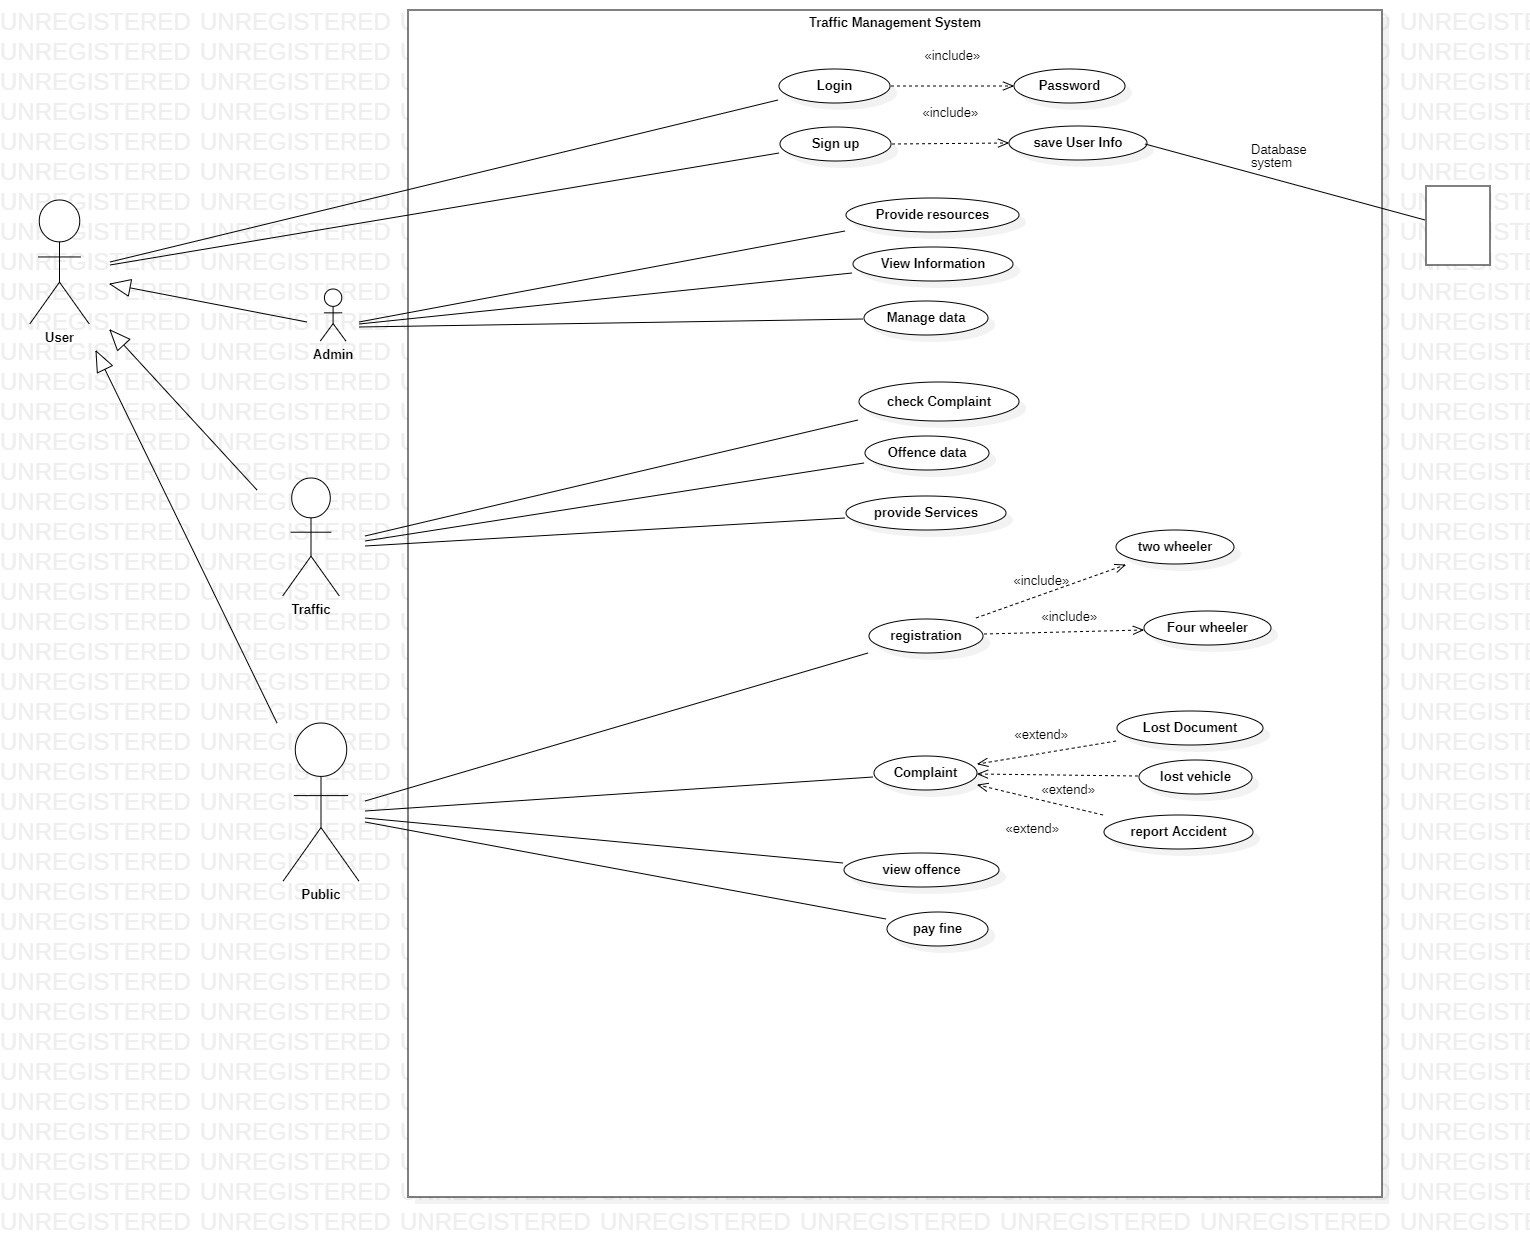 Traffic Management System
«include»
Login
Password
«include»
Sign up
save User Info
Database
system
Provide resources
View Information
Manage data
User
Admin
check Complaint
Offence data
provide Services
two wheeler
«include»
Traffic
«include»
registration
Four wheeler
Lost Document
«extend»
Complaint
lost vehicle
«extend»
«extend»
report Accident
view offence
Public
pay fine
UNREGISTERED UNREGISTERED UNREGISTERED UNREGISTERED UNREGISTERED UNREGISTERED UNREGISTERED